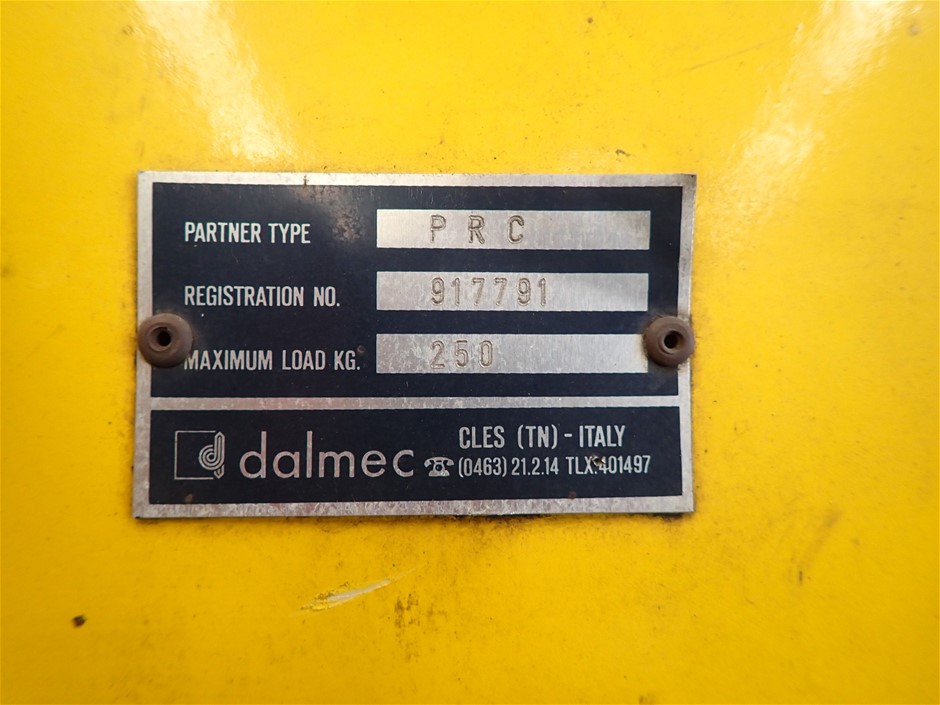 PARTNER TYPE PRC
REGISTRATION NO. 917791
MAXIMUM LOAD KG. 250
dalmec CLES (TN) - ITALY
☎ (0463) 21.2.14 TLX.401497